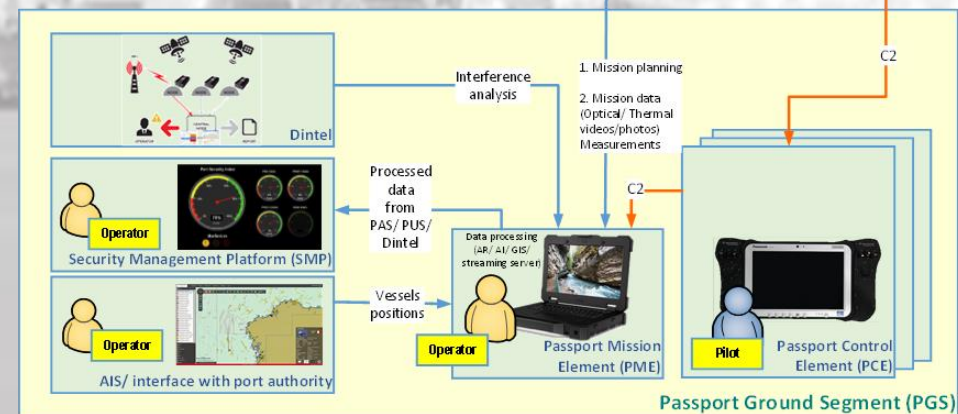 C2
1. Mission planning
2. Mission data
(Optical/ Thermal
videos/photos)
Measurements
Interference
analysis
OPERATOR
REPORT
Dintel
Processed
data
from
PAS/ PUS/
Dintel
C2
Operator
Security Management Platform (SMP)
Data processing
(AR/ AI/ GIS/
streaming server)
Vessels
positions
Operator
AIS/ interface with port authority
Operator
Passport Mission
Element (PME)
Pilot
Passport Control
Element (PCE)
Passport Ground Segment (PGS)